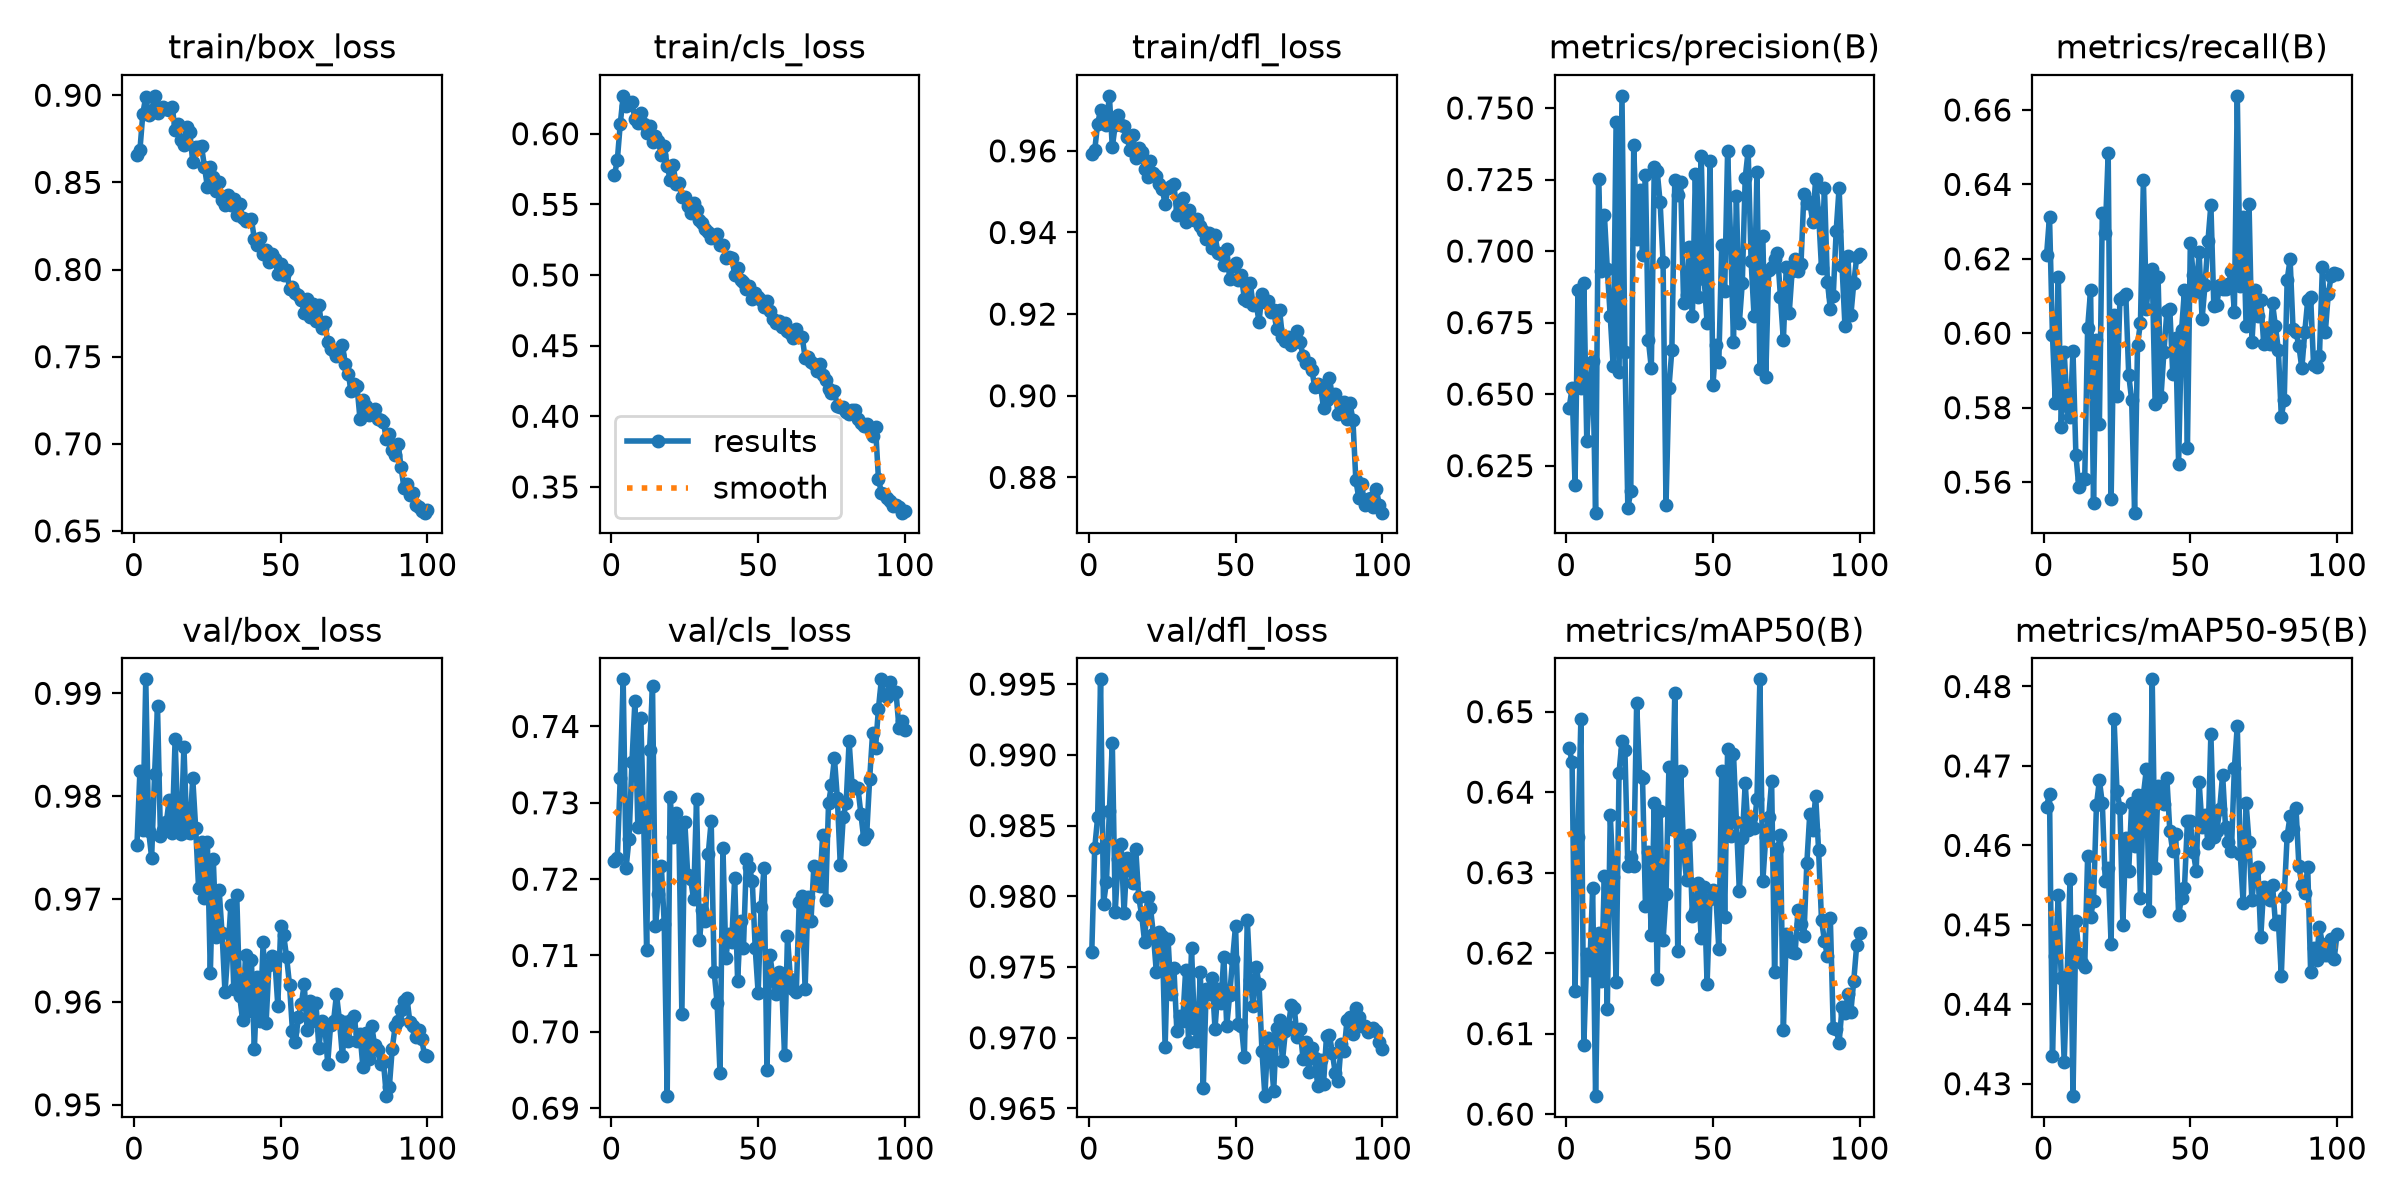 train/box_loss
train/cls_loss
train/dfl_loss
metrics/precision(B)
metrics/recall(B)
0.90
0.85
0.80
0.75
0.70
0.65
0 50 100
0.60
0.55
0.50
0.45
0.40
0.35
results
smooth
0 50 100
0.96
0.94
0.92
0.90
0.88
0 50 100
0.750
0.725
0.700
0.675
0.650
0.625
0 50 100
0.66
0.64
0.62
0.60
0.58
0.56
0 50 100
val/box_loss
val/cls_loss
val/dfl_loss
metrics/mAP50(B)
metrics/mAP50-95(B)
0.99
0.98
0.97
0.96
0.95
0 50 100
0.74
0.73
0.72
0.71
0.70
0.69
0 50 100
0.995
0.990
0.985
0.980
0.975
0.970
0.965
0 50 100
0.65
0.64
0.63
0.62
0.61
0.60
0 50 100
0.48
0.47
0.46
0.45
0.44
0.43
0 50 100